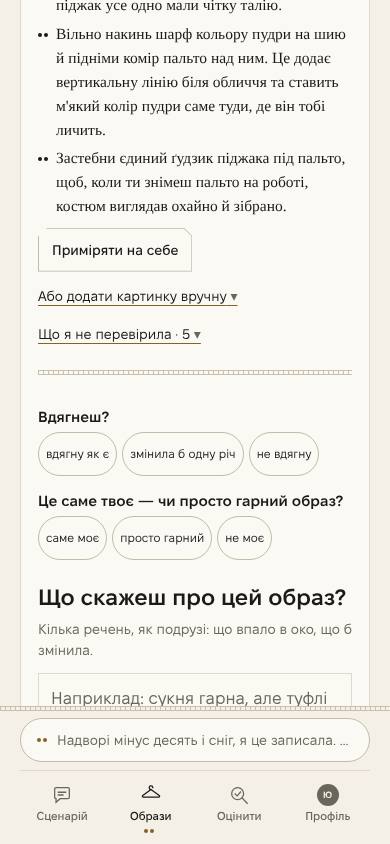 піджак усе одно мали чітку талію.
•• Вільно накинь шарф кольору пудри на шию
й підніми комір пальто над ним. Це додає
вертикальну лінію біля обличчя та ставить
м'який колір пудри саме туди, де він тобі
личить.
•• Застебни єдиний ґудзик піджака під пальто,
щоб, коли ти знімеш пальто на роботі,
костюм виглядав охайно й зібрано.
Приміряти на себе
Або додати картинку вручну ▾
Що я не перевірила · 5 ▾
Вдягнеш?
вдягну як є
змінила б одну річ
не вдягну
Це саме твоє — чи просто гарний образ?
саме моє
просто гарний
не моє
Що скажеш про цей образ?
Кілька речень, як подрузі: що впало в око, що б
змінила.
Наприклад: сукня гарна, але туфлі
•• Надворі мінус десять і сніг, я це записала. ...
Сценарій
Образи
Оцінити
Ю
Профіль